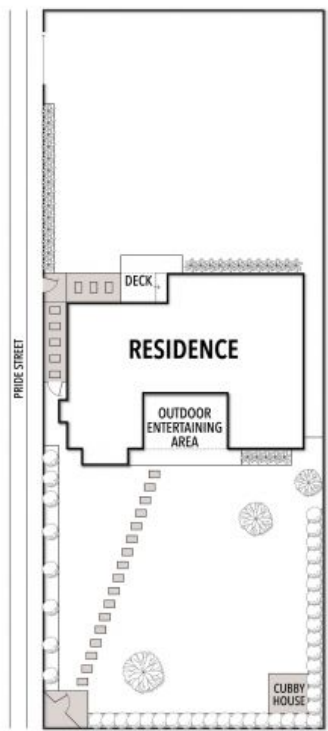 DECK
RESIDENCE
PRIDE STREET
OUTDOOR
ENTERTAINING
AREA
CUBBY
HOUSE